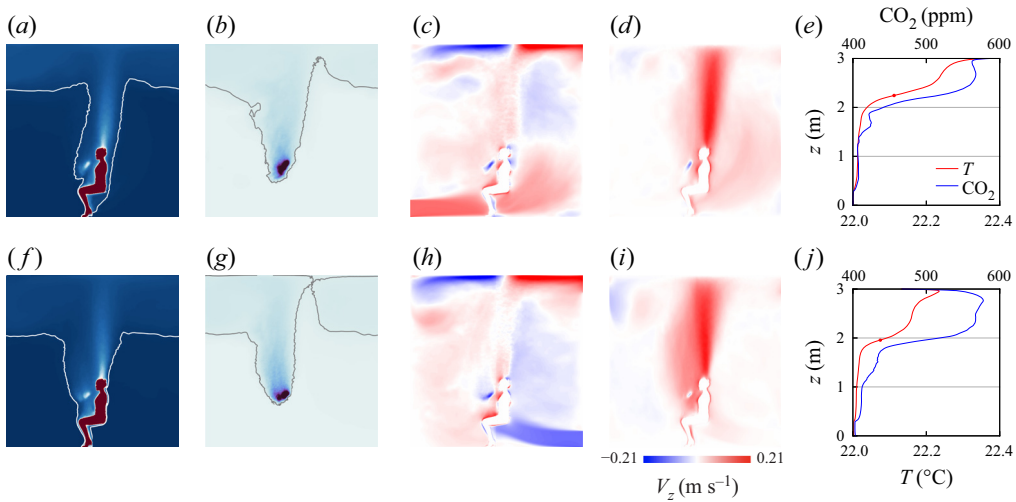 (a) (b) (c) (d) (e) CO₂ (ppm)
400 500 600
3
2
z (m)
1
T
CO₂
0
22.0 22.2 22.4
(f) (g) (h) (i) (j) 400 500 600
3
2
z (m)
1
0
−0.21 0.21 22.0 22.2 22.4
V_z (m s⁻¹) T (°C)